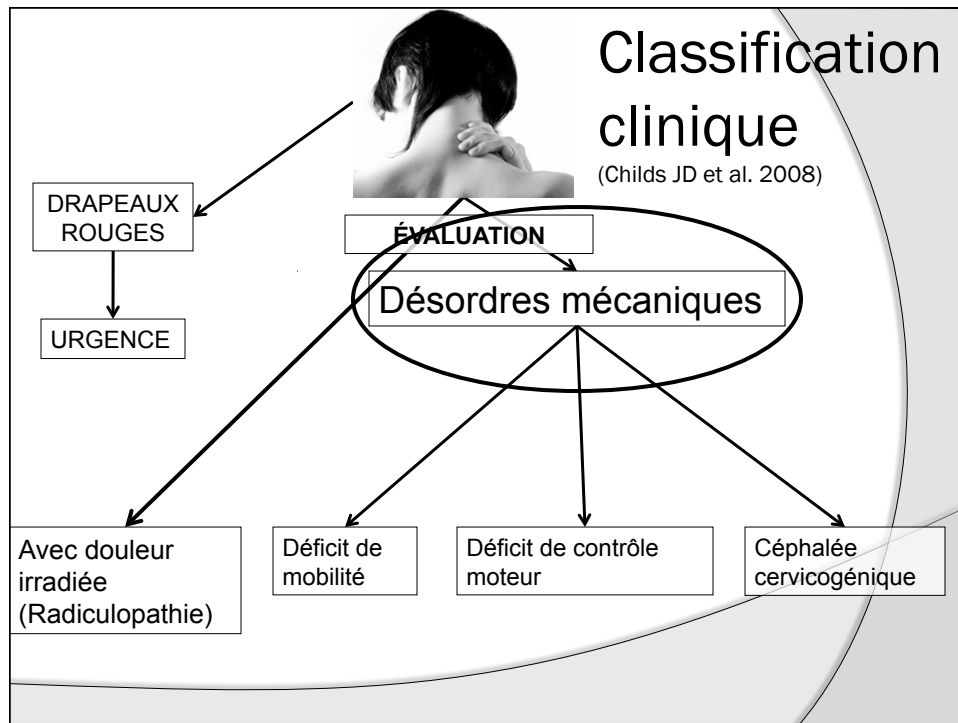 Classification
clinique
(Childs JD et al. 2008)
DRAPEAUX
ROUGES
ÉVALUATION
Désordres mécaniques
URGENCE
Avec douleur
irradiée
(Radiculopathie)
Déficit de
mobilité
Déficit de contrôle
moteur
Céphalée
cervicogénique